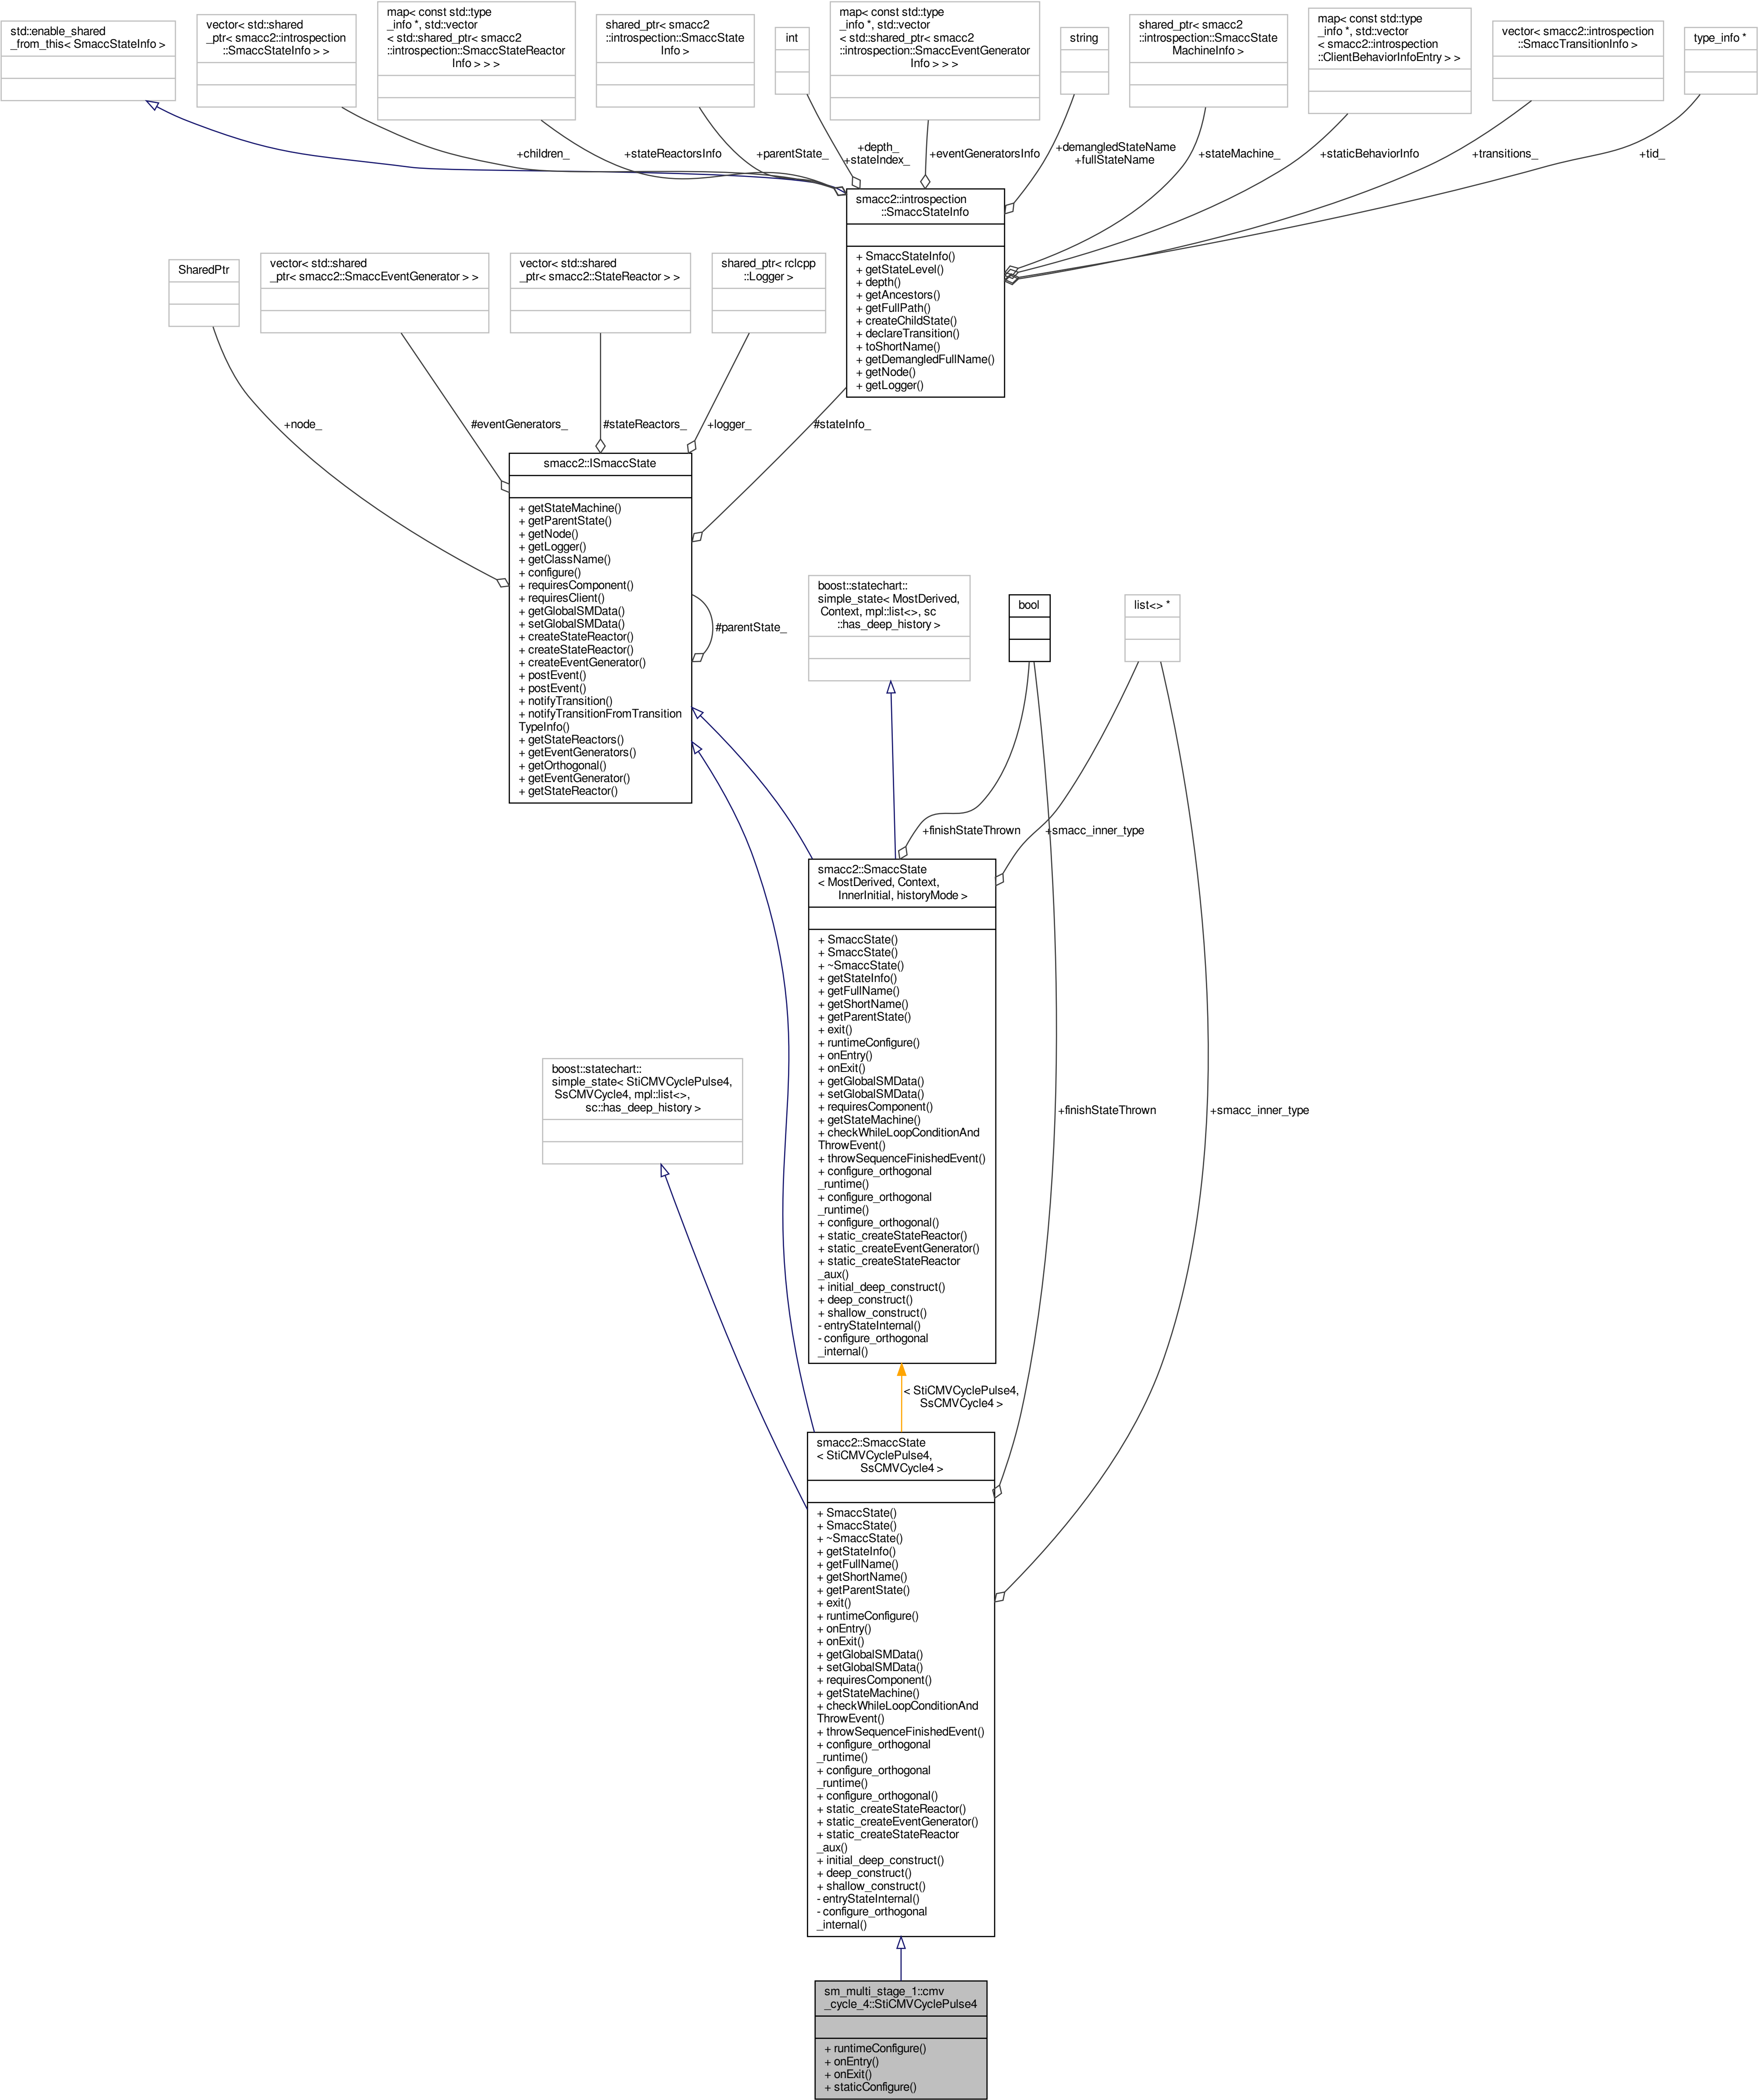 std::enable_shared
_from_this< SmaccStateInfo >
vector< std::shared
_ptr< smacc2::introspection
::SmaccStateInfo > >
map< const std::type
_info *, std::vector
< std::shared_ptr< smacc2
::introspection::SmaccStateReactor
Info > > >
shared_ptr< smacc2
::introspection::SmaccState
Info >
int
map< const std::type
_info *, std::vector
< std::shared_ptr< smacc2
::introspection::SmaccEventGenerator
Info > > >
string
shared_ptr< smacc2
::introspection::SmaccState
MachineInfo >
map< const std::type
_info *, std::vector
< smacc2::introspection
::ClientBehaviorInfoEntry > >
vector< smacc2::introspection
::SmaccTransitionInfo >
type_info *
+children_
+stateReactorsInfo
+parentState_
+depth_
+stateIndex_
+eventGeneratorsInfo
+demangledStateName
+fullStateName
+stateMachine_
+staticBehaviorInfo
+transitions_
+tid_
smacc2::introspection
::SmaccStateInfo
+ SmaccStateInfo()
+ getStateLevel()
+ depth()
+ getAncestors()
+ getFullPath()
+ createChildState()
+ declareTransition()
+ toShortName()
+ getDemangledFullName()
+ getNode()
+ getLogger()
SharedPtr
vector< std::shared
_ptr< smacc2::SmaccEventGenerator > >
vector< std::shared
_ptr< smacc2::StateReactor > >
shared_ptr< rclcpp
::Logger >
+node_
#eventGenerators_
#stateReactors_
+logger_
#stateInfo_
smacc2::ISmaccState
+ getStateMachine()
+ getParentState()
+ getNode()
+ getLogger()
+ getClassName()
+ configure()
+ requiresComponent()
+ requiresClient()
+ getGlobalSMData()
+ setGlobalSMData()
+ createStateReactor()
+ createStateReactor()
+ createEventGenerator()
+ postEvent()
+ postEvent()
+ notifyTransition()
+ notifyTransitionFromTransition
TypeInfo()
+ getStateReactors()
+ getEventGenerators()
+ getOrthogonal()
+ getEventGenerator()
+ getStateReactor()
#parentState_
boost::statechart::
simple_state< MostDerived,
Context, mpl::list<>, sc
::has_deep_history >
bool
list<> *
+finishStateThrown
+smacc_inner_type
smacc2::SmaccState
< MostDerived, Context,
InnerInitial, historyMode >
+ SmaccState()
+ SmaccState()
+ ~SmaccState()
+ getStateInfo()
+ getFullName()
+ getShortName()
+ getParentState()
+ exit()
+ runtimeConfigure()
+ onEntry()
+ onExit()
+ getGlobalSMData()
+ setGlobalSMData()
+ requiresComponent()
+ getStateMachine()
+ checkWhileLoopConditionAnd
ThrowEvent()
+ throwSequenceFinishedEvent()
+ configure_orthogonal
_runtime()
+ configure_orthogonal
_runtime()
+ configure_orthogonal()
+ static_createStateReactor()
+ static_createEventGenerator()
+ static_createStateReactor
_aux()
+ initial_deep_construct()
+ deep_construct()
+ shallow_construct()
- entryStateInternal()
- configure_orthogonal
_internal()
boost::statechart::
simple_state< StiCMVCyclePulse4,
SsCMVCycle4, mpl::list<>,
sc::has_deep_history >
+finishStateThrown
+smacc_inner_type
< StiCMVCyclePulse4,
SsCMVCycle4 >
smacc2::SmaccState
< StiCMVCyclePulse4,
SsCMVCycle4 >
+ SmaccState()
+ SmaccState()
+ ~SmaccState()
+ getStateInfo()
+ getFullName()
+ getShortName()
+ getParentState()
+ exit()
+ runtimeConfigure()
+ onEntry()
+ onExit()
+ getGlobalSMData()
+ setGlobalSMData()
+ requiresComponent()
+ getStateMachine()
+ checkWhileLoopConditionAnd
ThrowEvent()
+ throwSequenceFinishedEvent()
+ configure_orthogonal
_runtime()
+ configure_orthogonal
_runtime()
+ configure_orthogonal()
+ static_createStateReactor()
+ static_createEventGenerator()
+ static_createStateReactor
_aux()
+ initial_deep_construct()
+ deep_construct()
+ shallow_construct()
- entryStateInternal()
- configure_orthogonal
_internal()
sm_multi_stage_1::cmv
_cycle_4::StiCMVCyclePulse4
+ runtimeConfigure()
+ onEntry()
+ onExit()
+ staticConfigure()